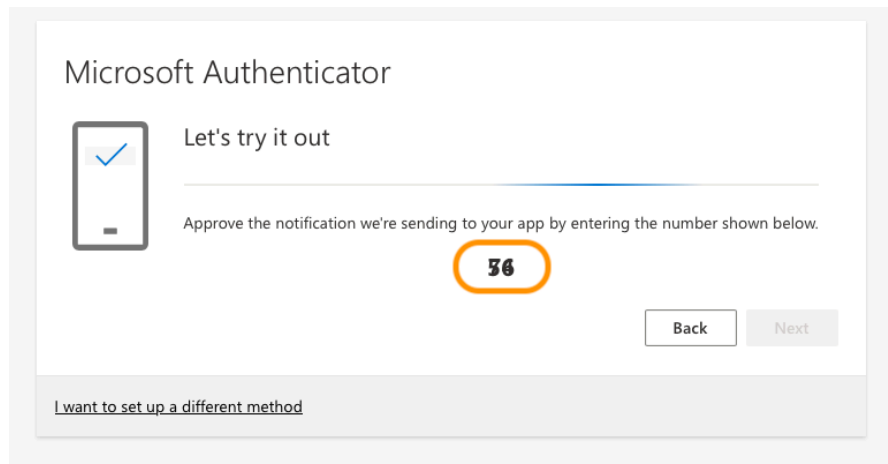 Microsoft Authenticator
Let's try it out
Approve the notification we're sending to your app by entering the number shown below.
Back
Next
I want to set up a different method